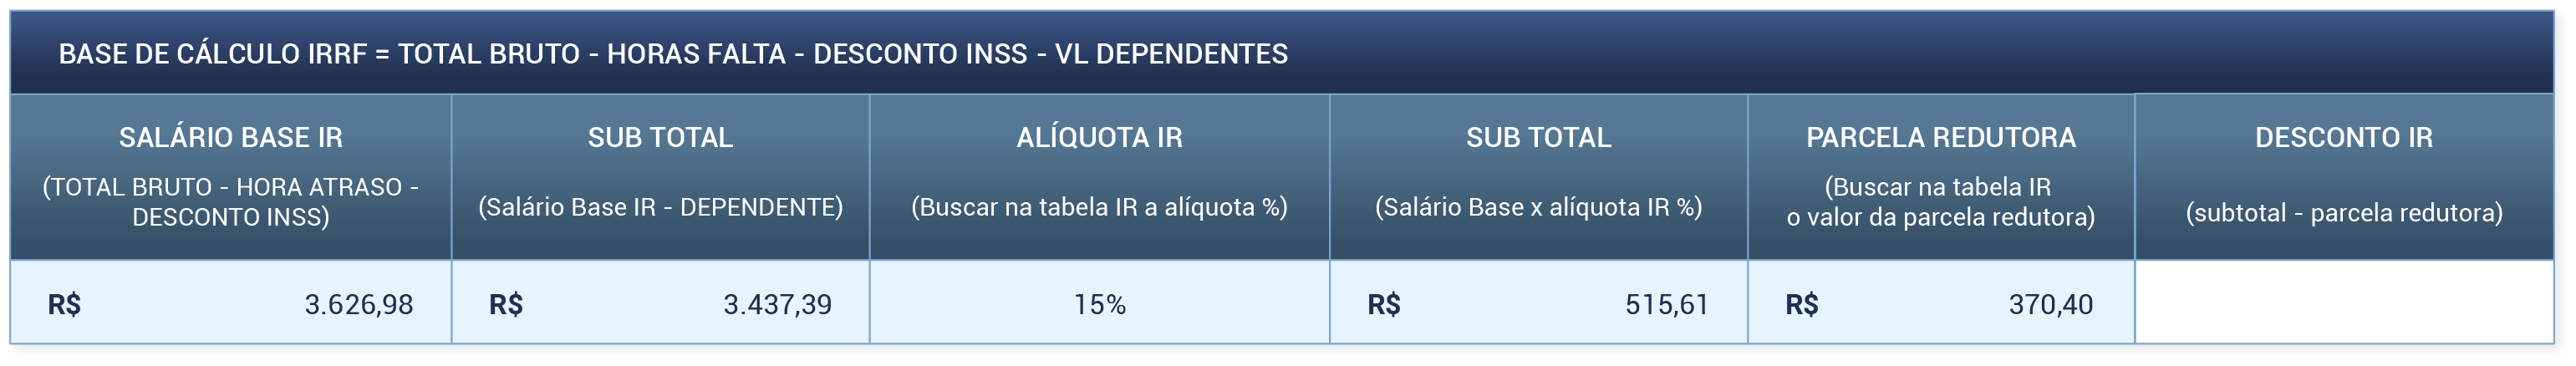 BASE DE CÁLCULO IRRF = TOTAL BRUTO - HORAS FALTA - DESCONTO INSS - VL DEPENDENTES
SALÁRIO BASE IR
(TOTAL BRUTO - HORA ATRASO -
DESCONTO INSS)
SUB TOTAL
(Salário Base IR - DEPENDENTE)
ALÍQUOTA IR
(Buscar na tabela IR a alíquota %)
SUB TOTAL
(Salário Base x alíquota IR %)
PARCELA REDUTORA
(Buscar na tabela IR
o valor da parcela redutora)
DESCONTO IR
(subtotal - parcela redutora)
R$ 3.626,98
R$ 3.437,39
15%
R$ 515,61
R$ 370,40